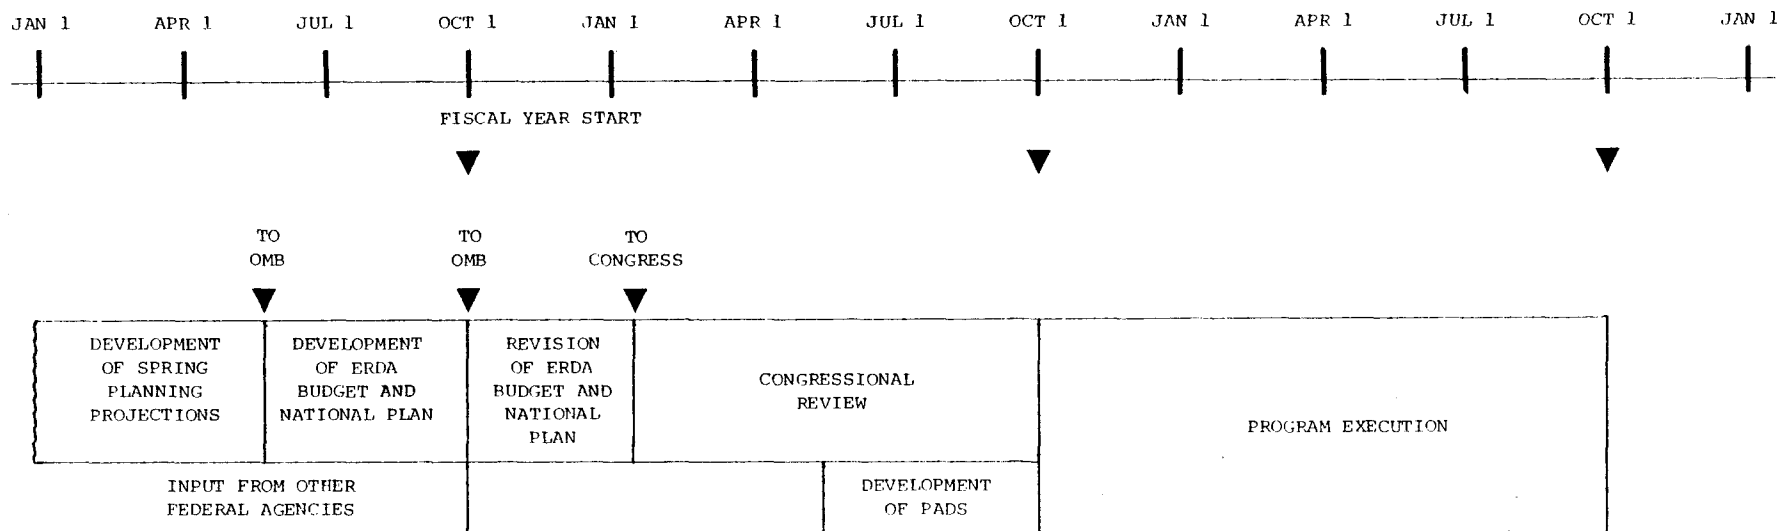 JAN 1 APR 1 JUL 1 OCT 1 JAN 1 APR 1 JUL 1 OCT 1 JAN 1 APR 1 JUL 1 OCT 1 JAN 1
FISCAL YEAR START
TO
OMB
TO
OMB
TO
CONGRESS
DEVELOPMENT
OF SPRING
PLANNING
PROJECTIONS
DEVELOPMENT
OF ERDA
BUDGET AND
NATIONAL PLAN
REVISION
OF ERDA
BUDGET AND
NATIONAL
PLAN
CONGRESSIONAL
REVIEW
PROGRAM EXECUTION
INPUT FROM OTHER
FEDERAL AGENCIES
DEVELOPMENT
OF PADS